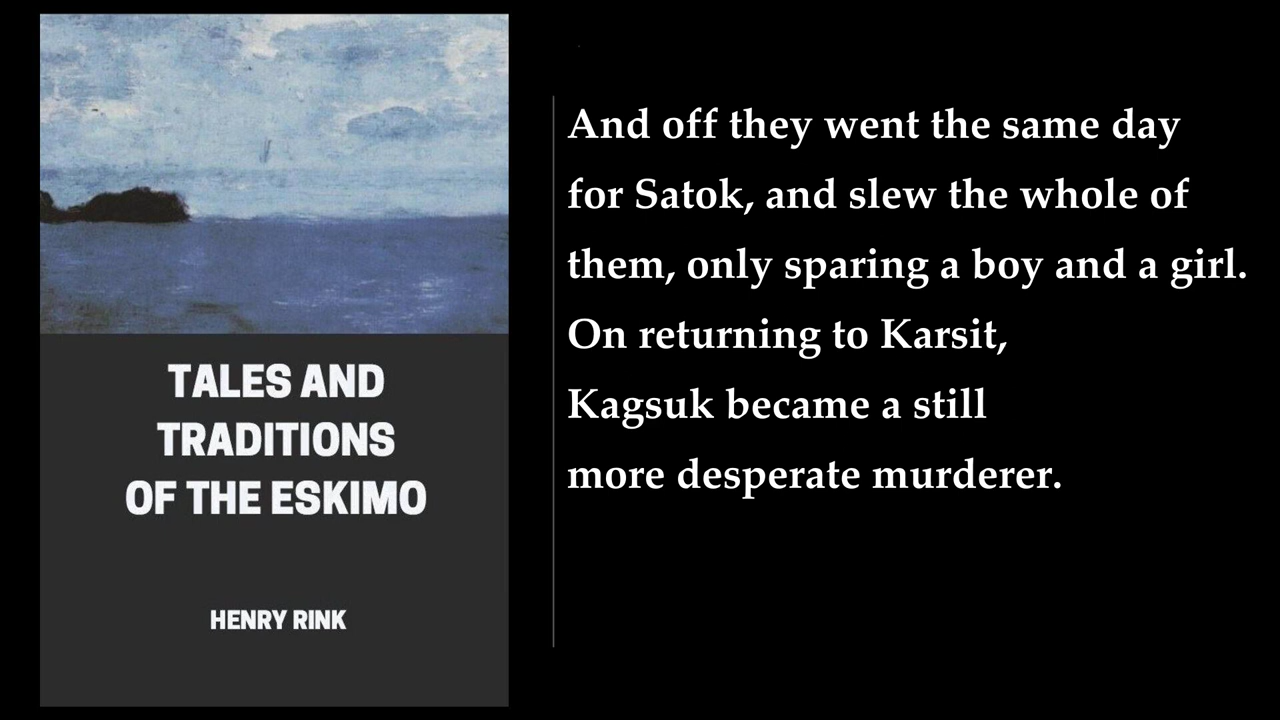 TALES AND
TRADITIONS
OF THE ESKIMO
HENRY RINK
And off they went the same day
for Satok, and slew the whole of
them, only sparing a boy and a girl.
On returning to Karsit,
Kagsuk became a still
more desperate murderer.